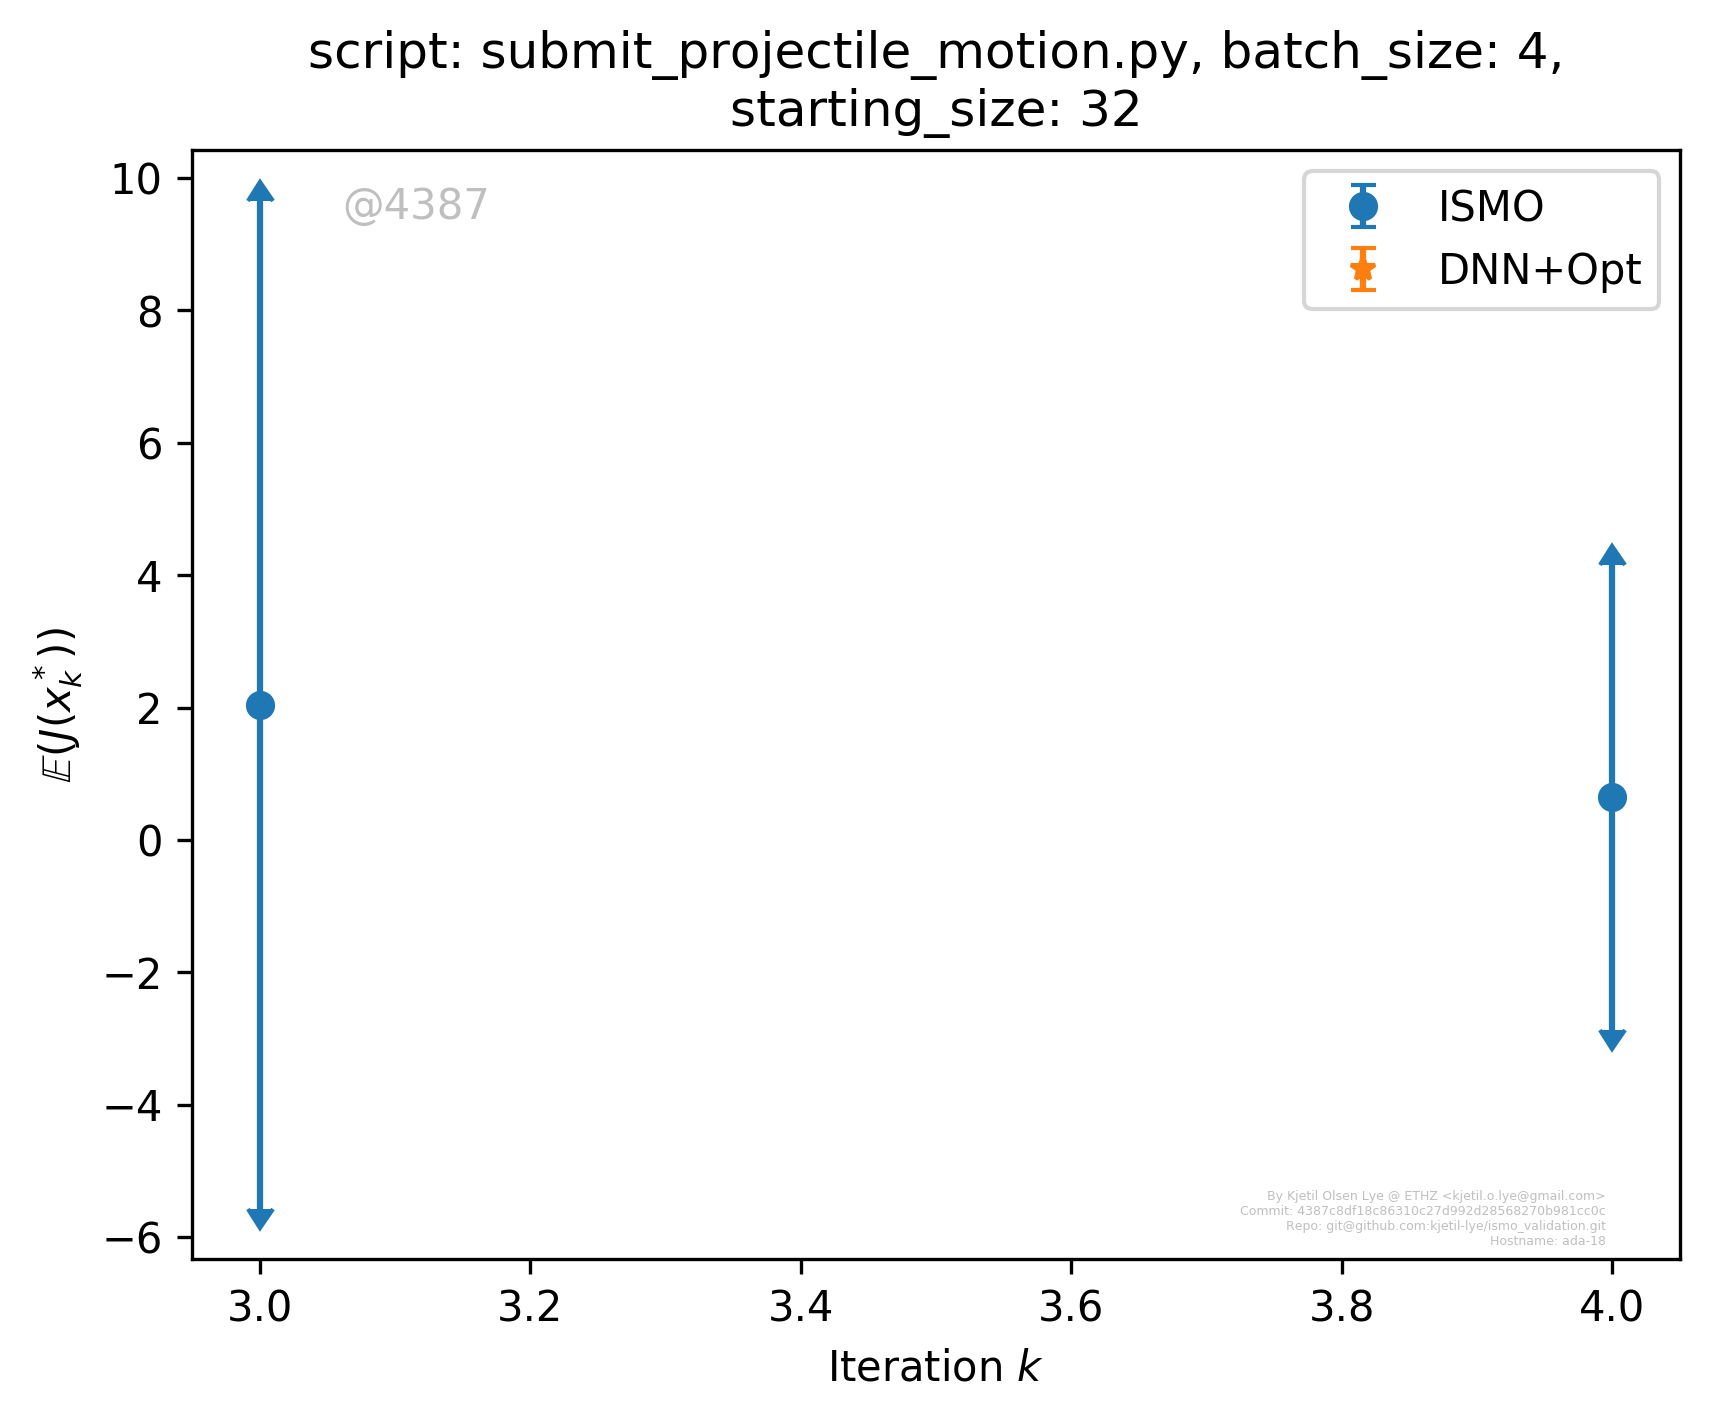 script: submit_projectile_motion.py, batch_size: 4,
starting_size: 32
10
8
6
4
2
0
−2
−4
−6
𝔼(J(x*k))
@4387
ISMO
DNN+Opt
By Kjetil Olsen Lye @ ETHZ <kjetil.o.lye@gmail.com>
Commit: 4387c8df18c86310c27d992d28568270b981cc0c
Repo: git@github.com:kjetil-lye/ismo_validation.git
Hostname: ada-18
3.0 3.2 3.4 3.6 3.8 4.0
Iteration k